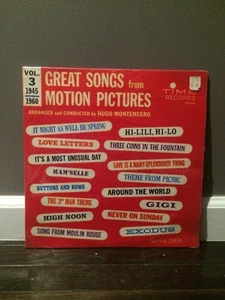 VOL.
3
1945
1960
GREAT SONGS from
MOTION PICTURES
ARRANGED and CONDUCTED by HUGO MONTENEGRO
TIME
RECORDS
IT MIGHT AS WELL BE SPRING
HI-LILI, HI-LO
LOVE LETTERS
THREE COINS IN THE FOUNTAIN
IT'S A MOST UNUSUAL DAY
LOVE IS A MANY-SPLENDORED THING
MAM'SELLE
THEME FROM PICNIC
BUTTONS AND BOWS
AROUND THE WORLD
THE 3rd MAN THEME
GIGI
HIGH NOON
NEVER ON SUNDAY
SONG FROM MOULIN ROUGE
EXODUS